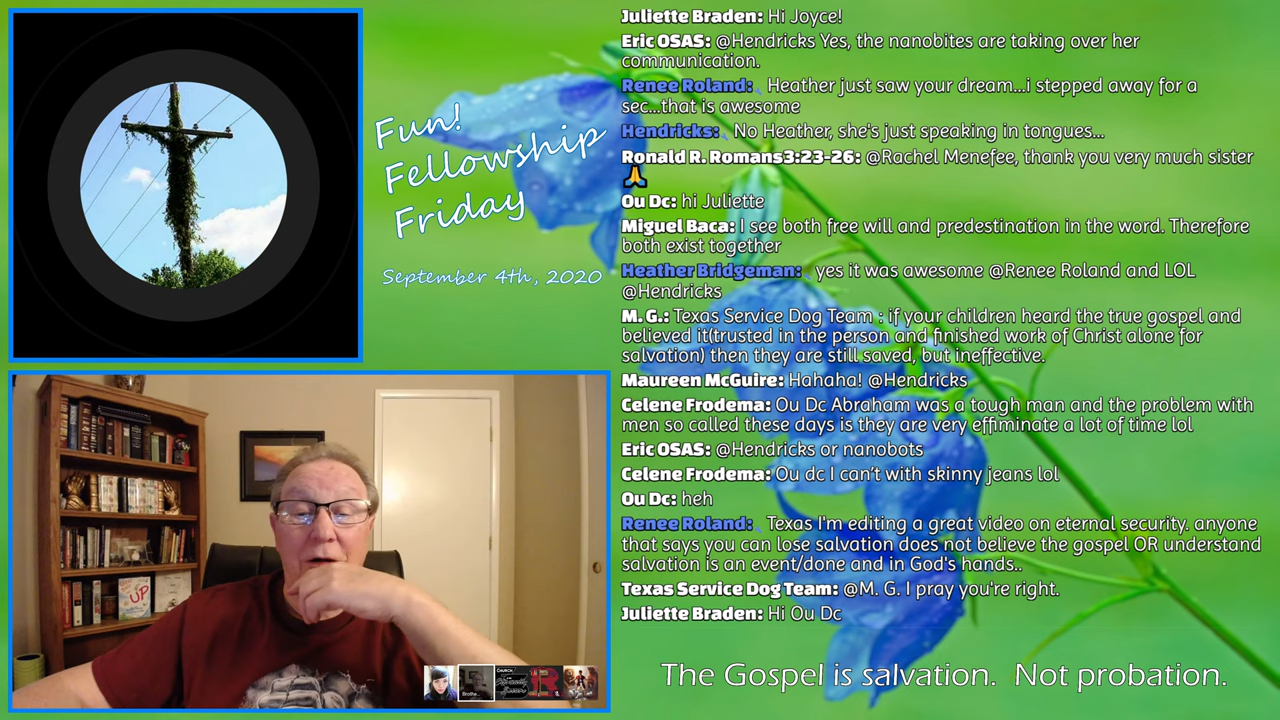 Fun!
Fellowship
Friday
September 4th, 2020
Juliette Braden: Hi Joyce!
Eric OSAS: @Hendricks Yes, the nanobites are taking over her
communication.
Renee Roland: Heather just saw your dream...i stepped away for a
sec...that is awesome
Hendricks: No Heather, she's just speaking in tongues...
Ronald R. Romans3:23-26: @Rachel Menefee, thank you very much sister
🙏
Ou Dc: hi Juliette
Miguel Baca: I see both free will and predestination in the word. Therefore
both exist together
Heather Bridgeman: yes it was awesome @Renee Roland and LOL
@Hendricks
M. G.: Texas Service Dog Team : if your children heard the true gospel and
believed it(trusted in the person and finished work of Christ alone for
salvation) then they are still saved, but ineffective.
Maureen McGuire: Hahaha! @Hendricks
Celene Frodema: Ou Dc Abraham was a tough man and the problem with
men so called these days is they are very effiminate a lot of time lol
Eric OSAS: @Hendricks or nanobots
Celene Frodema: Ou dc I can't with skinny jeans lol
Ou Dc: heh
Renee Roland: Texas I'm editing a great video on eternal security. anyone
that says you can lose salvation does not believe the gospel OR understand
salvation is an event/done and in God's hands..
Texas Service Dog Team: @M. G. I pray you're right.
Juliette Braden: Hi Ou Dc
UP
Brothe...
The Gospel is salvation. Not probation.